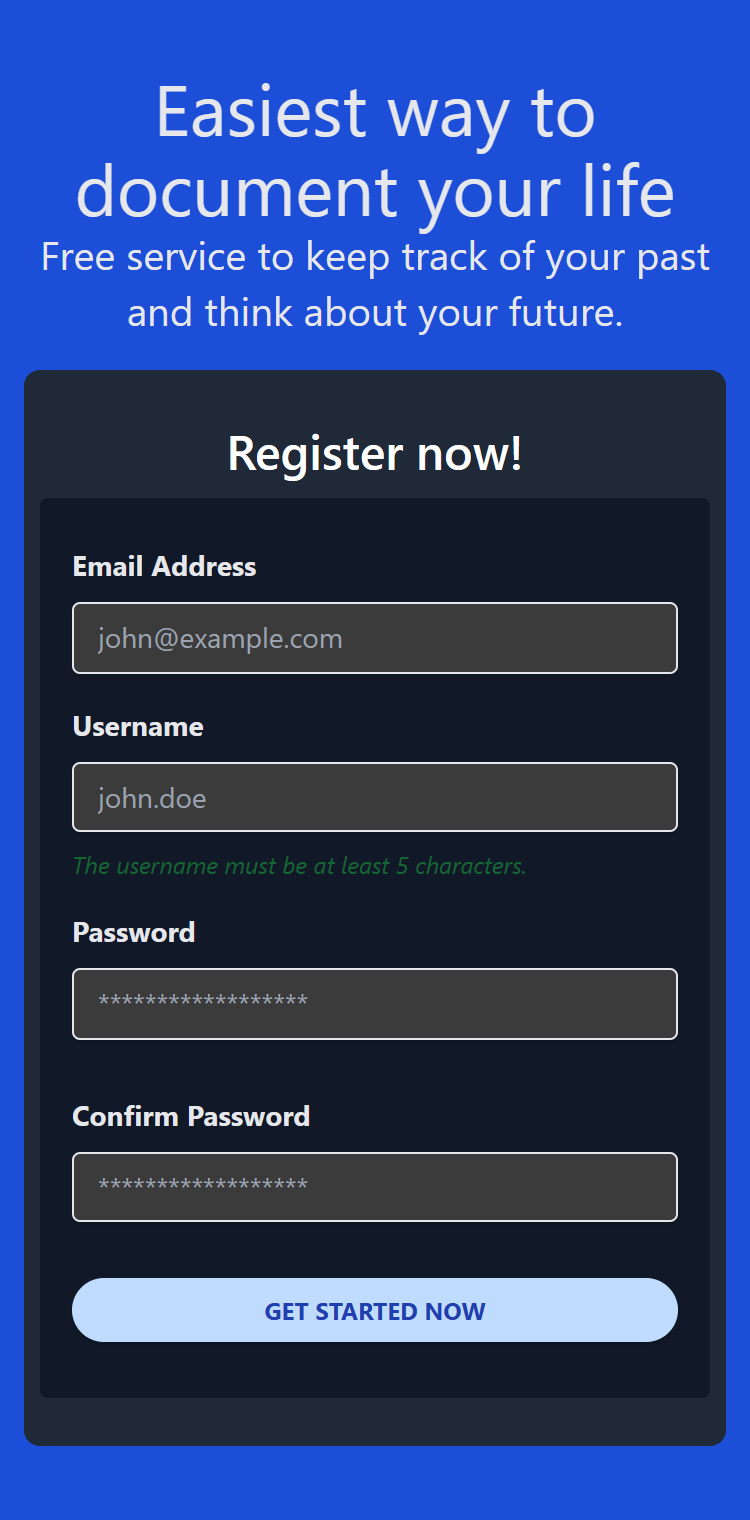 Easiest way to
document your life
Free service to keep track of your past
and think about your future.
Register now!
Email Address
john@example.com
Username
john.doe
The username must be at least 5 characters.
Password
******************
Confirm Password
******************
GET STARTED NOW